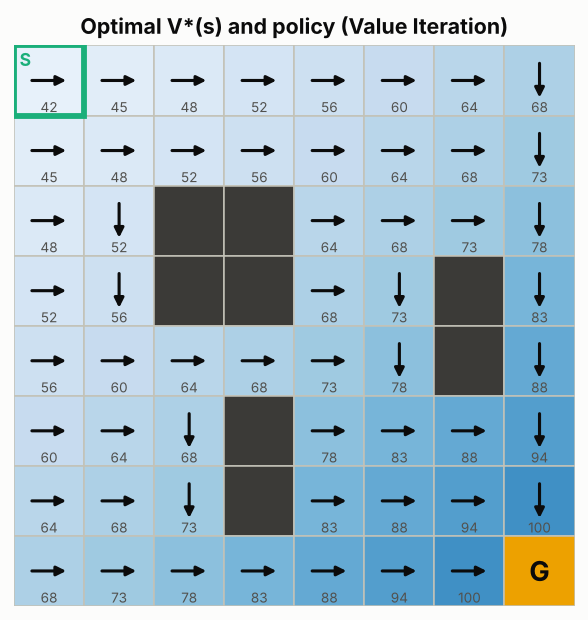 Optimal V*(s) and policy (Value Iteration)
S
42 45 48 52 56 60 64 68
45 48 52 56 60 64 68 73
48 52 64 68 73 78
52 56 68 73 83
56 60 64 68 73 78 88
60 64 68 78 83 88 94
64 68 73 83 88 94 100
G
68 73 78 83 88 94 100